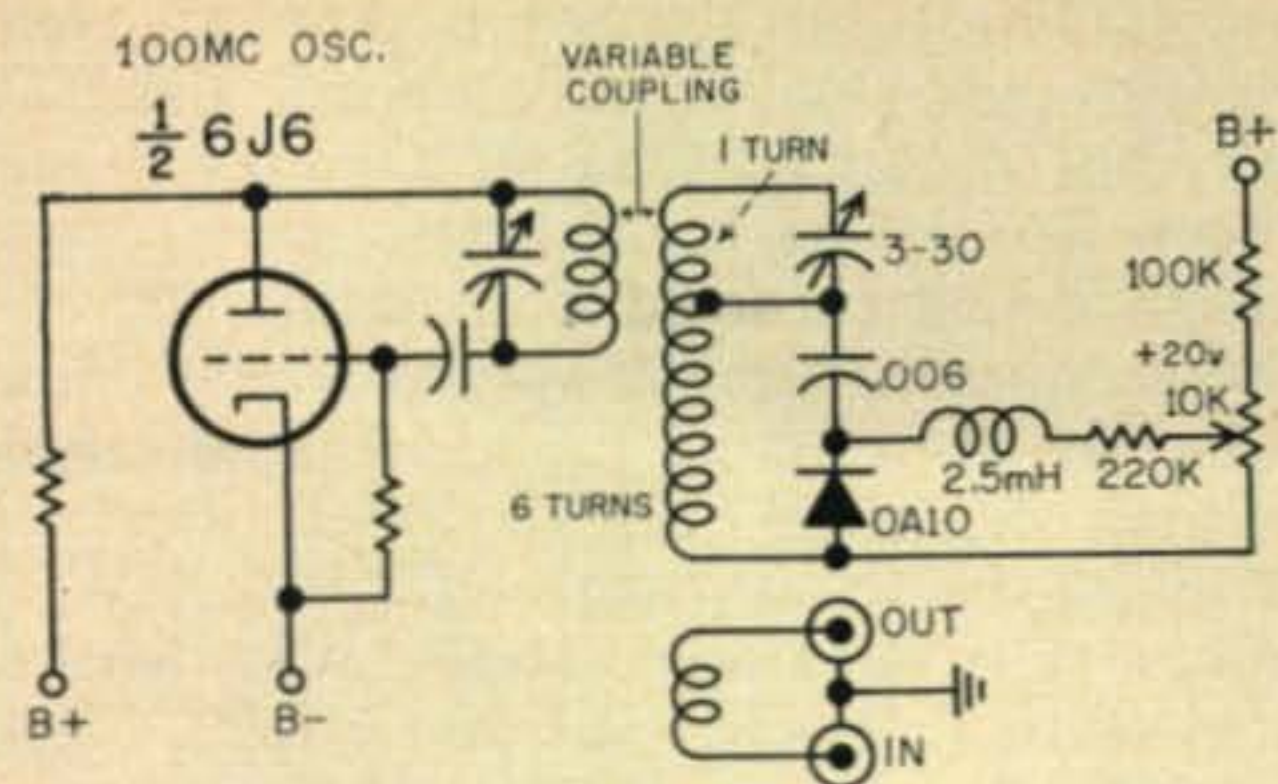 100MC OSC.
½ 6J6
VARIABLE
COUPLING
1 TURN
B+
3-30
100K
+20v
10K
.006
2.5mH
220K
6 TURNS
OA10
OUT
B+
B-
IN